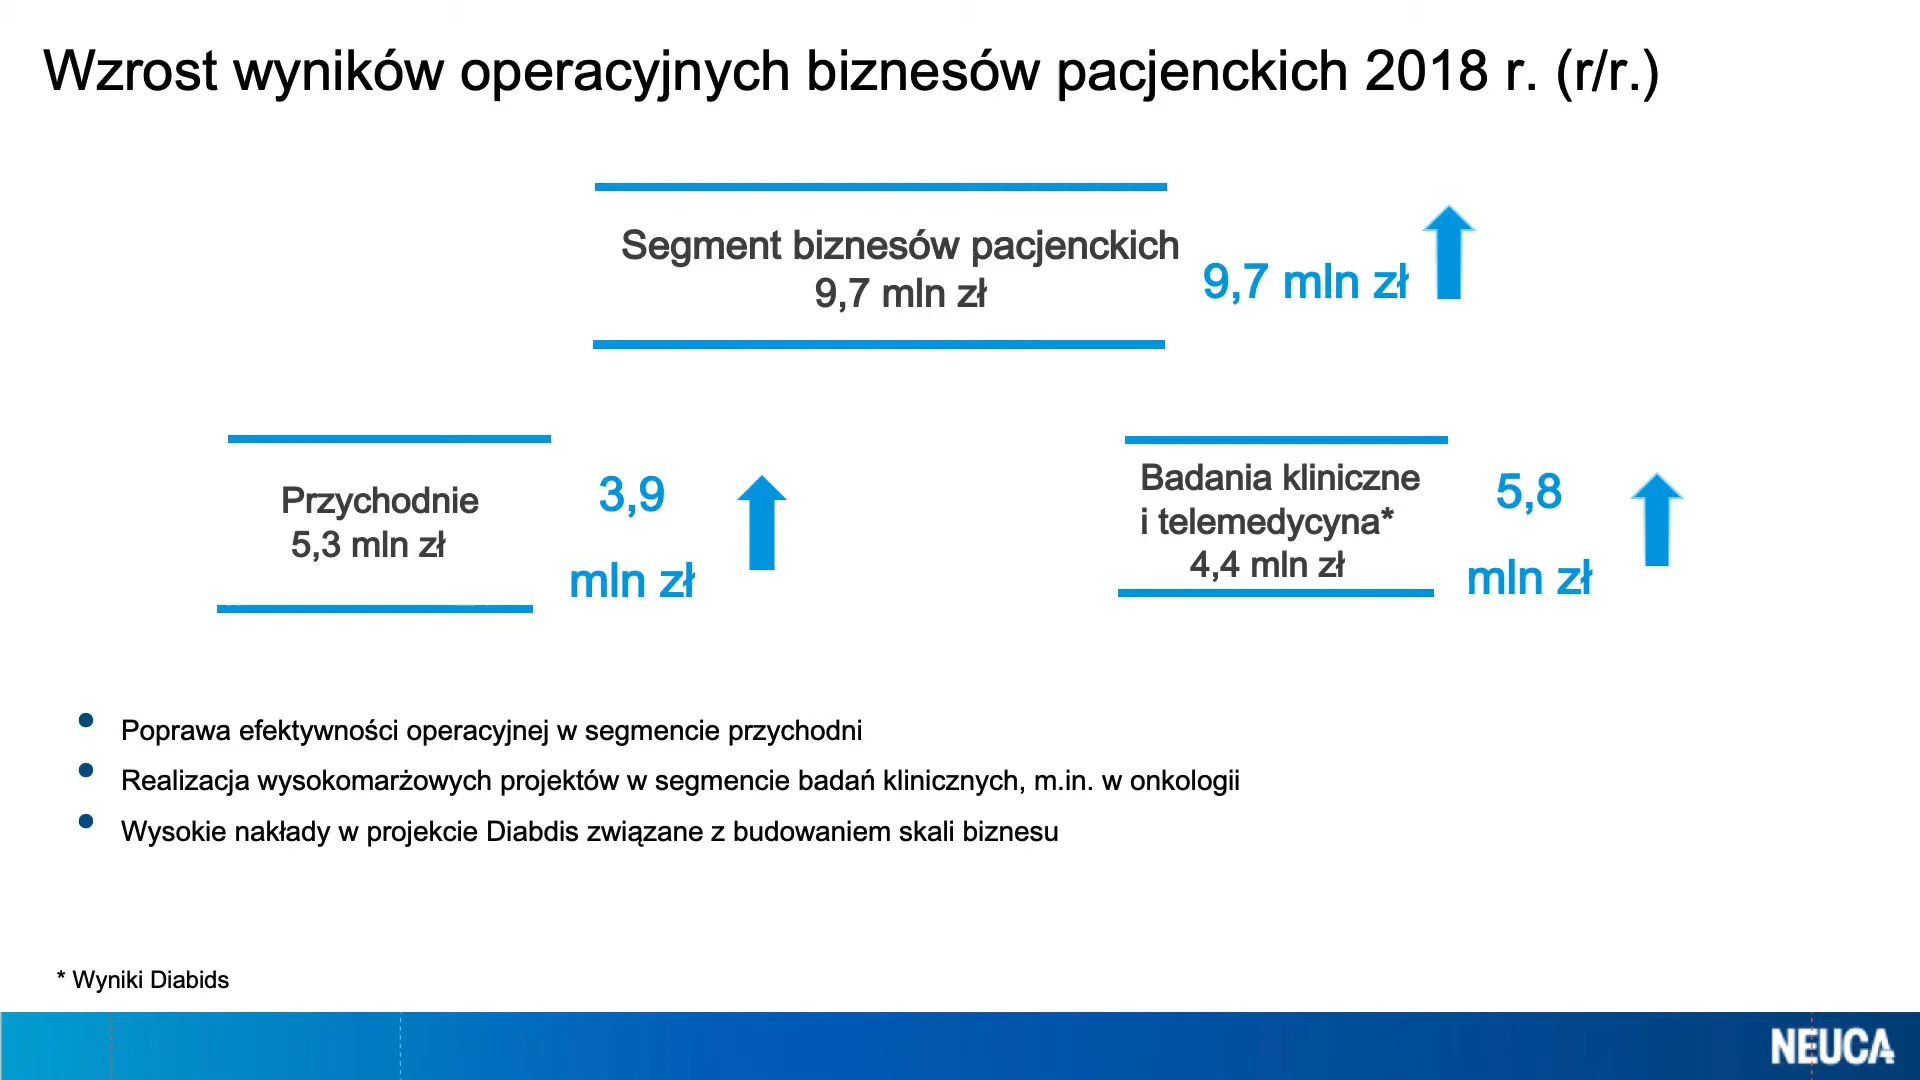 Wzrost wyników operacyjnych biznesów pacjenckich 2018 r. (r/r.)
Segment biznesów pacjenckich
9,7 mln zł
9,7 mln zł
Przychodnie
5,3 mln zł
3,9
mln zł
Badania kliniczne
i telemedycyna*
4,4 mln zł
5,8
mln zł
Poprawa efektywności operacyjnej w segmencie przychodni
Realizacja wysokomarżowych projektów w segmencie badań klinicznych, m.in. w onkologii
Wysokie nakłady w projekcie Diabdis związane z budowaniem skali biznesu
* Wyniki Diabids
NEUCA